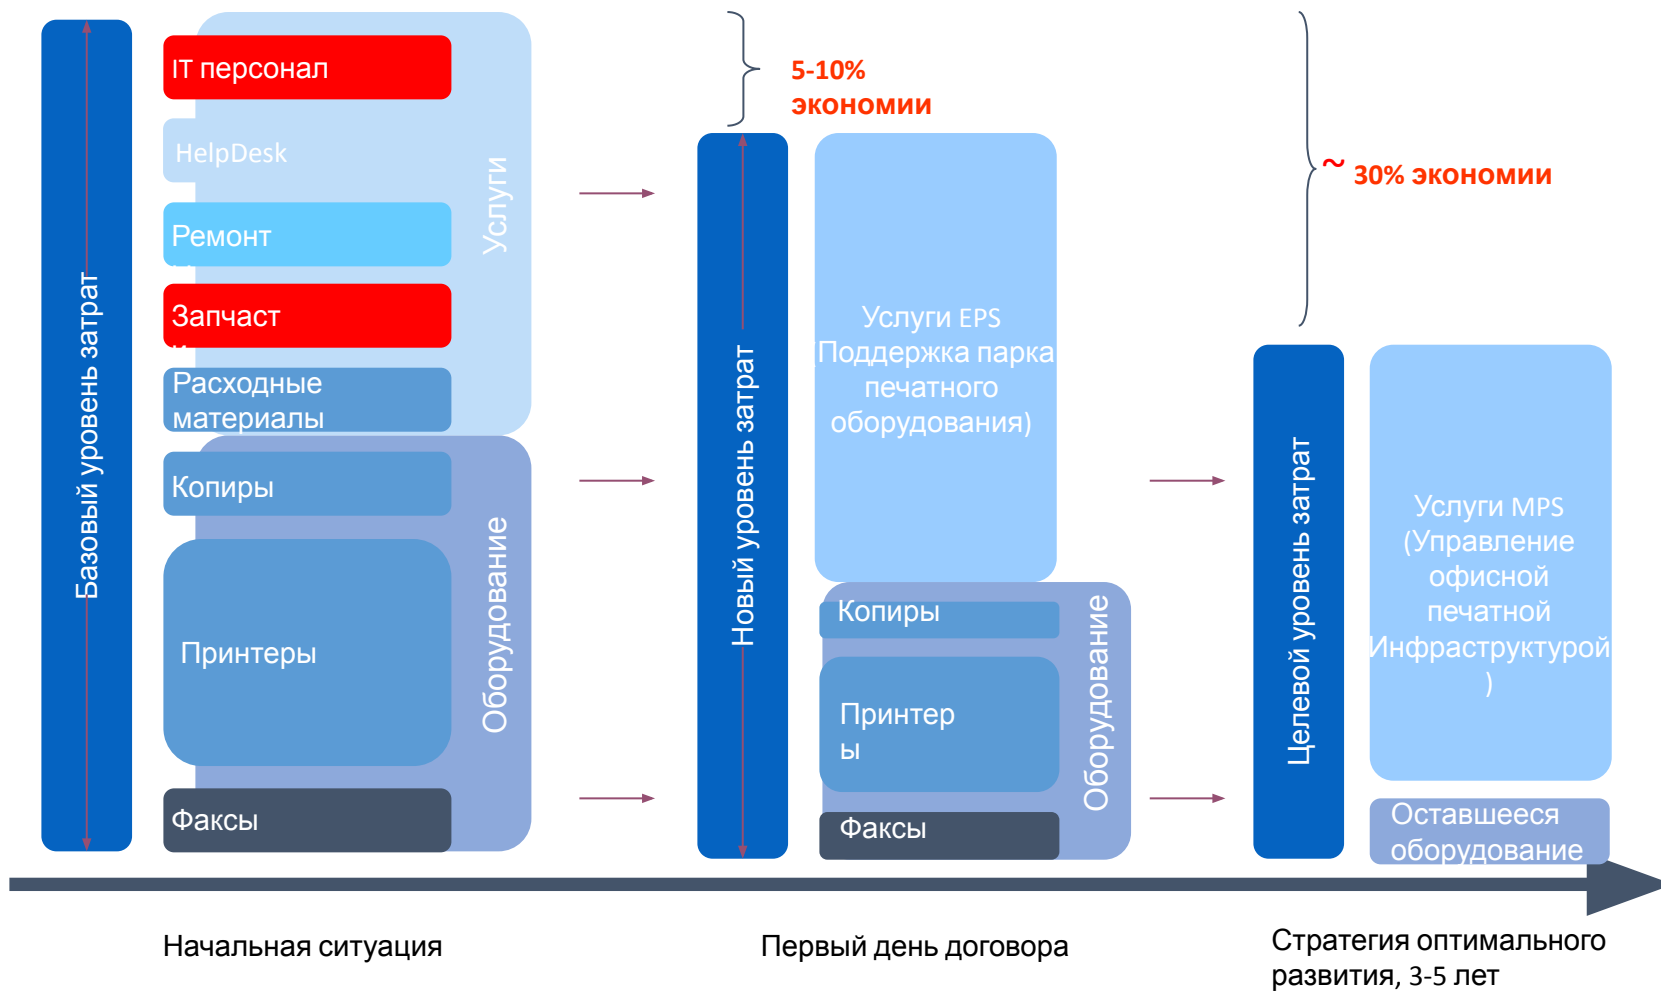 IT персонал
HelpDesk
Ремонт
Запчаст
Расходные
материалы
Услуги
Базовый уровень затрат
Копиры
Принтеры
Факсы
Оборудование
5-10%
экономии
Новый уровень затрат
Услуги EPS
(Поддержка парка
печатного
оборудования)
Копиры
Принтер
ы
Факсы
Оборудование
~ 30% экономии
Целевой уровень затрат
Услуги MPS
(Управление
офисной
печатной
Инфраструктурой
)
Оставшееся
оборудование
Начальная ситуация
Первый день договора
Стратегия оптимального
развития, 3-5 лет